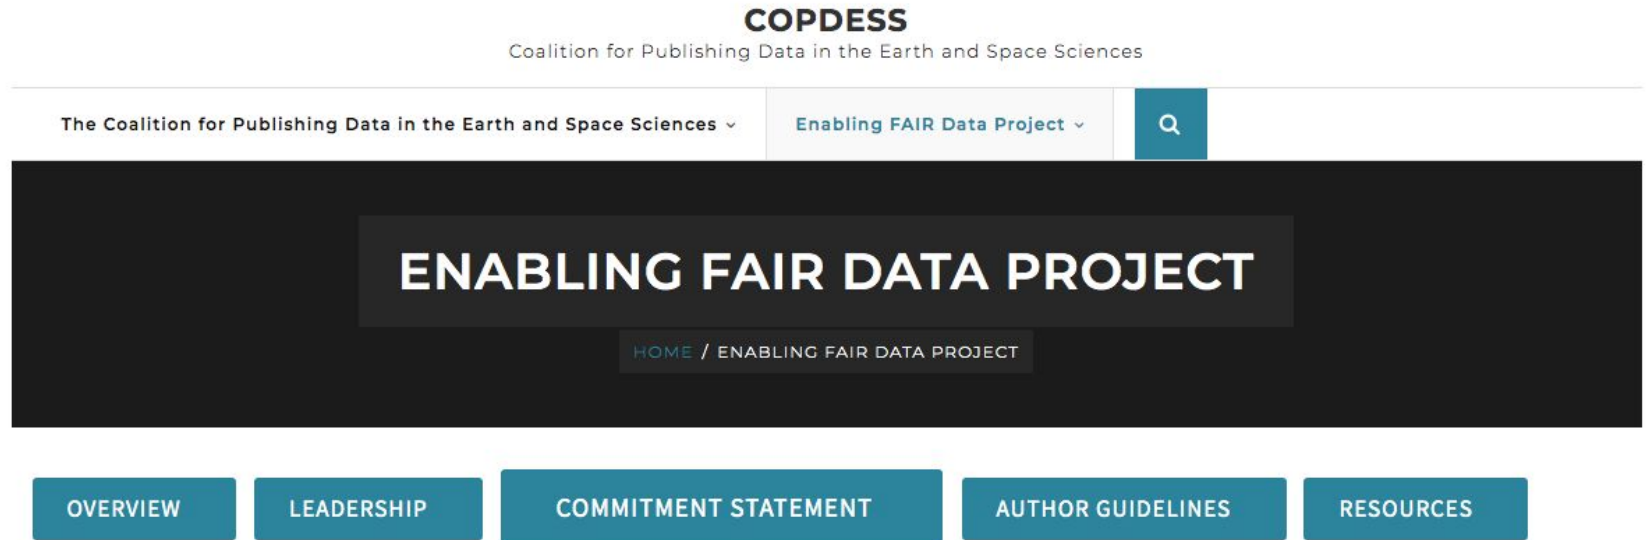 COPDESS
Coalition for Publishing Data in the Earth and Space Sciences
The Coalition for Publishing Data in the Earth and Space Sciences Enabling FAIR Data Project
ENABLING FAIR DATA PROJECT
HOME / ENABLING FAIR DATA PROJECT
OVERVIEW LEADERSHIP COMMITMENT STATEMENT AUTHOR GUIDELINES RESOURCES